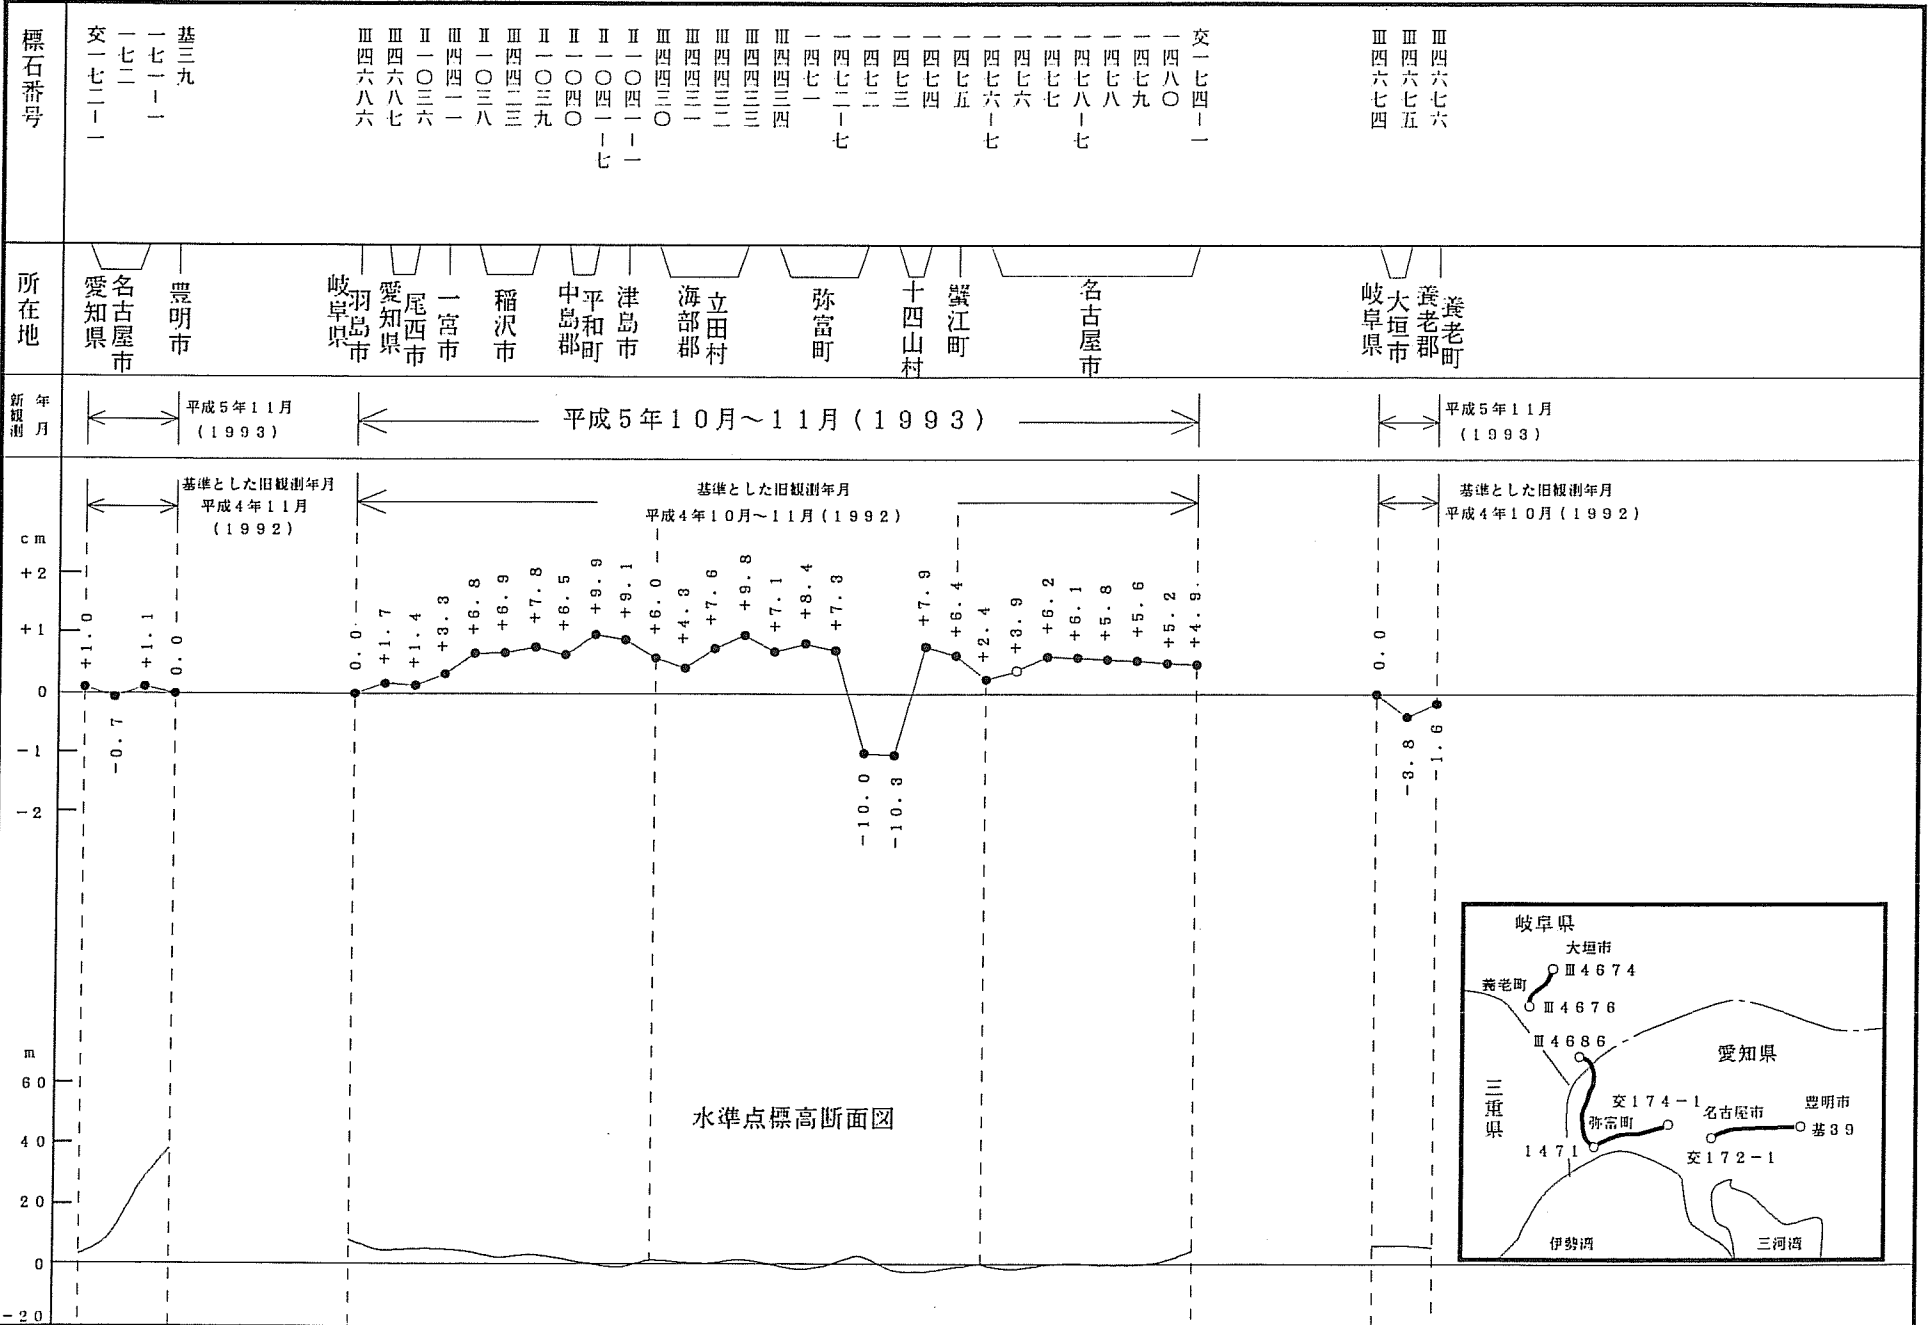 標石番号
交一七二-一
一七二
一七一-一
基三九
Ⅲ四六八六
Ⅲ四六八七
Ⅱ一〇三六
Ⅲ四四一一
Ⅱ一〇三八
Ⅲ四四二三
Ⅱ一〇三九
Ⅱ一〇四〇
Ⅱ一〇四一-七
Ⅱ一〇四一-一
Ⅲ四四三〇
Ⅲ四四三一
Ⅲ四四三二
Ⅲ四四三三
Ⅲ四四三四
一四七一
一四七二-七
一四七二
一四七三
一四七四
一四七五
一四七六-七
一四七六
一四七七
一四七八-七
一四七八
一四七九
一四八〇
交一七四-一
Ⅲ四六七四
Ⅲ四六七五
Ⅲ四六七六
所在地
愛知県
名古屋市
豊明市
岐阜県
羽島市
愛知県
尾西市
一宮市
稲沢市
中島郡
平和町
津島市
海部郡
立田村
弥富町
十四山村
蟹江町
名古屋市
岐阜県
大垣市
養老郡
養老町
新観測
年月
平成5年11月
(1993)
平成5年10月～11月(1993)
平成5年11月
(1993)
基準とした旧観測年月
平成4年11月
(1992)
基準とした旧観測年月
平成4年10月～11月(1992)
基準とした旧観測年月
平成4年10月(1992)
cm
+2
+1
0
-1
-2
+1.0
-0.7
+1.1
0.0
0.0
+1.7
+1.4
+3.3
+6.8
+6.9
+7.8
+6.5
+9.9
+9.1
+6.0
+4.3
+7.6
+9.8
+7.1
+8.4
+7.3
-10.0
-10.3
+7.9
+6.4
+2.4
+3.9
+6.2
+6.1
+5.8
+5.6
+5.2
+4.9
0.0
-3.8
-1.6
m
60
40
20
0
-20
水準点標高断面図
岐阜県
大垣市
Ⅲ4674
養老町
Ⅲ4676
Ⅲ4686
愛知県
三重県
交174-1
名古屋市
豊明市
弥富町
基39
1471
交172-1
伊勢湾
三河湾